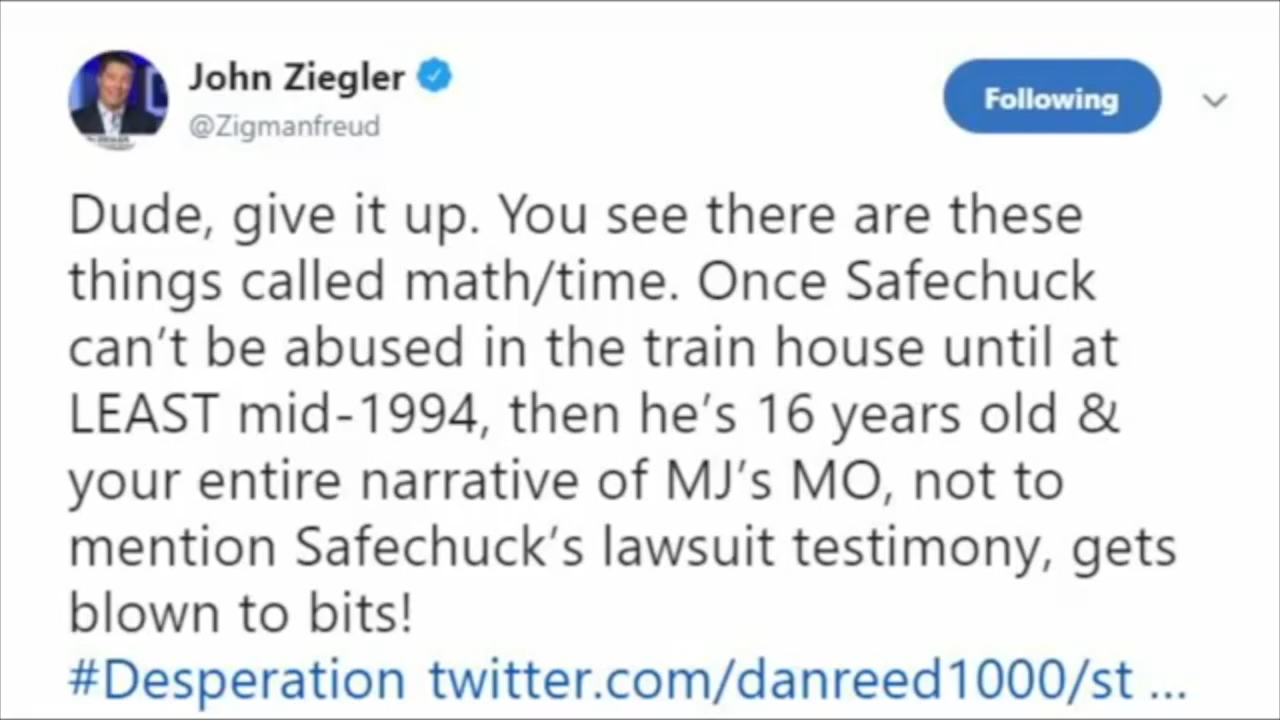 John Ziegler
@Zigmanfreud
Following
Dude, give it up. You see there are these
things called math/time. Once Safechuck
can’t be abused in the train house until at
LEAST mid-1994, then he’s 16 years old &
your entire narrative of MJ’s MO, not to
mention Safechuck’s lawsuit testimony, gets
blown to bits!
#Desperation twitter.com/danreed1000/st ...